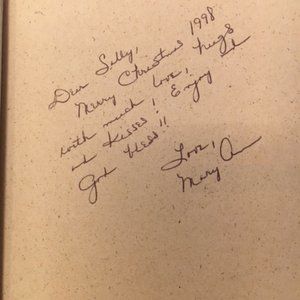 Dear Sally,
Merry Christmas 1998
with much love, hugs
and kisses! Enjoy &
God bless!!
Love,
Mary Ann